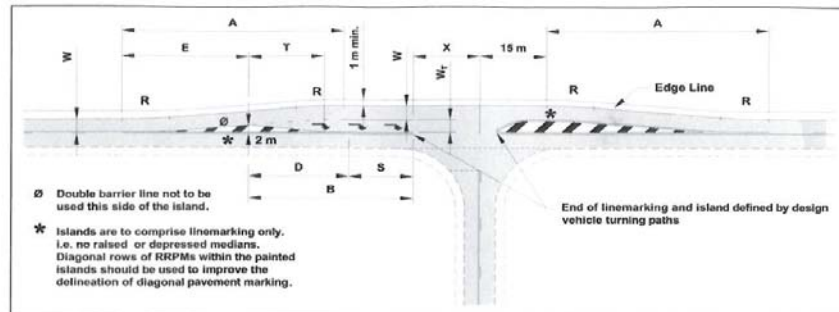 A
A
E
T
1 m min.
W
X
15 m
W
W_T
R
R
R
Edge Line
R
Ø
*
*
2 m
D
S
B
Ø Double barrier line not to be
used this side of the island.
* Islands are to comprise linemarking only.
i.e. no raised or depressed medians.
Diagonal rows of RRPMs within the painted
islands should be used to improve the
delineation of diagonal pavement marking.
End of linemarking and island defined by design
vehicle turning paths